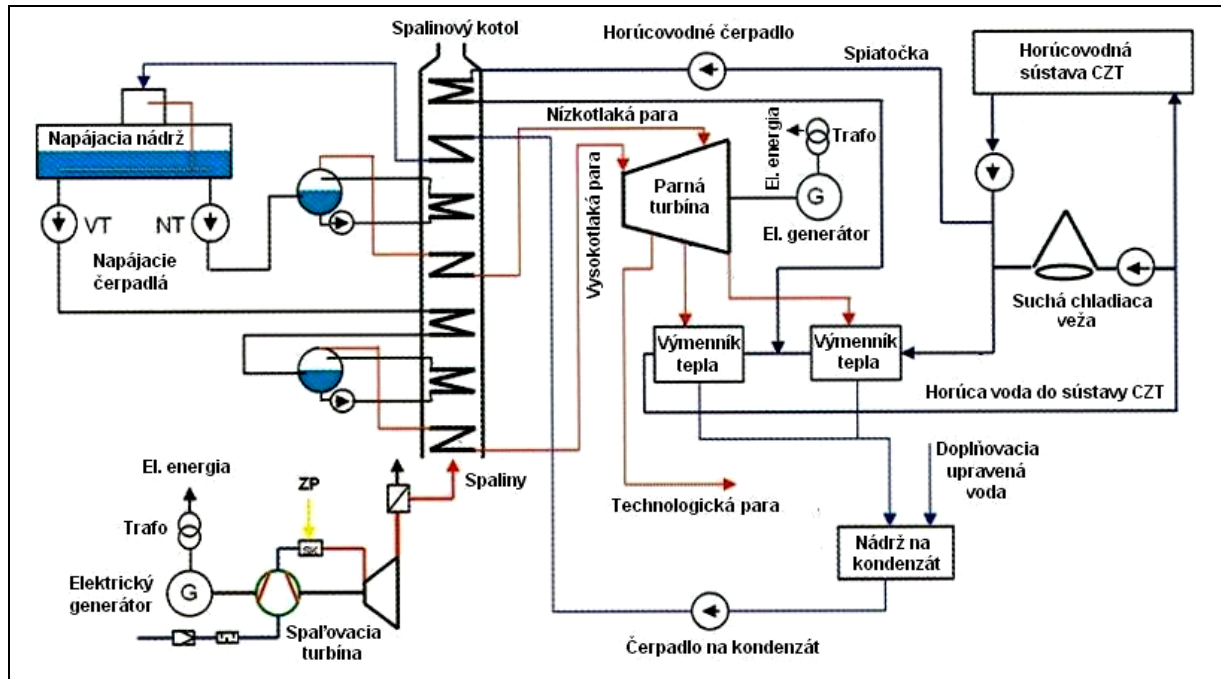 Spalinový kotol
Horúcovodné čerpadlo
Spiatočka
Horúcovodná
sústava CZT
Napájacia nádrž
Nízkotlaká para
El. energia
Trafo
Vysokotlaká para
Parná
turbína
G
El. generátor
VT
NT
Napájacie
čerpadlá
Suchá chladiaca
veža
Výmenník
tepla
Výmenník
tepla
Horúca voda do sústavy CZT
El. energia
ZP
Spaliny
Technologická para
Doplňovacia
upravená
voda
Trafo
SK
Nádrž na
kondenzát
Elektrický
generátor
G
Spaľovacia
turbína
Čerpadlo na kondenzát